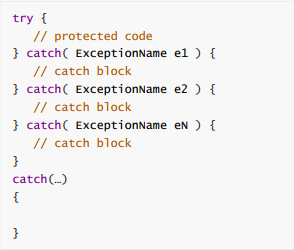 try {
// protected code
} catch( ExceptionName e1 ) {
// catch block
} catch( ExceptionName e2 ) {
// catch block
} catch( ExceptionName eN ) {
// catch block
}
catch(…)
{
}